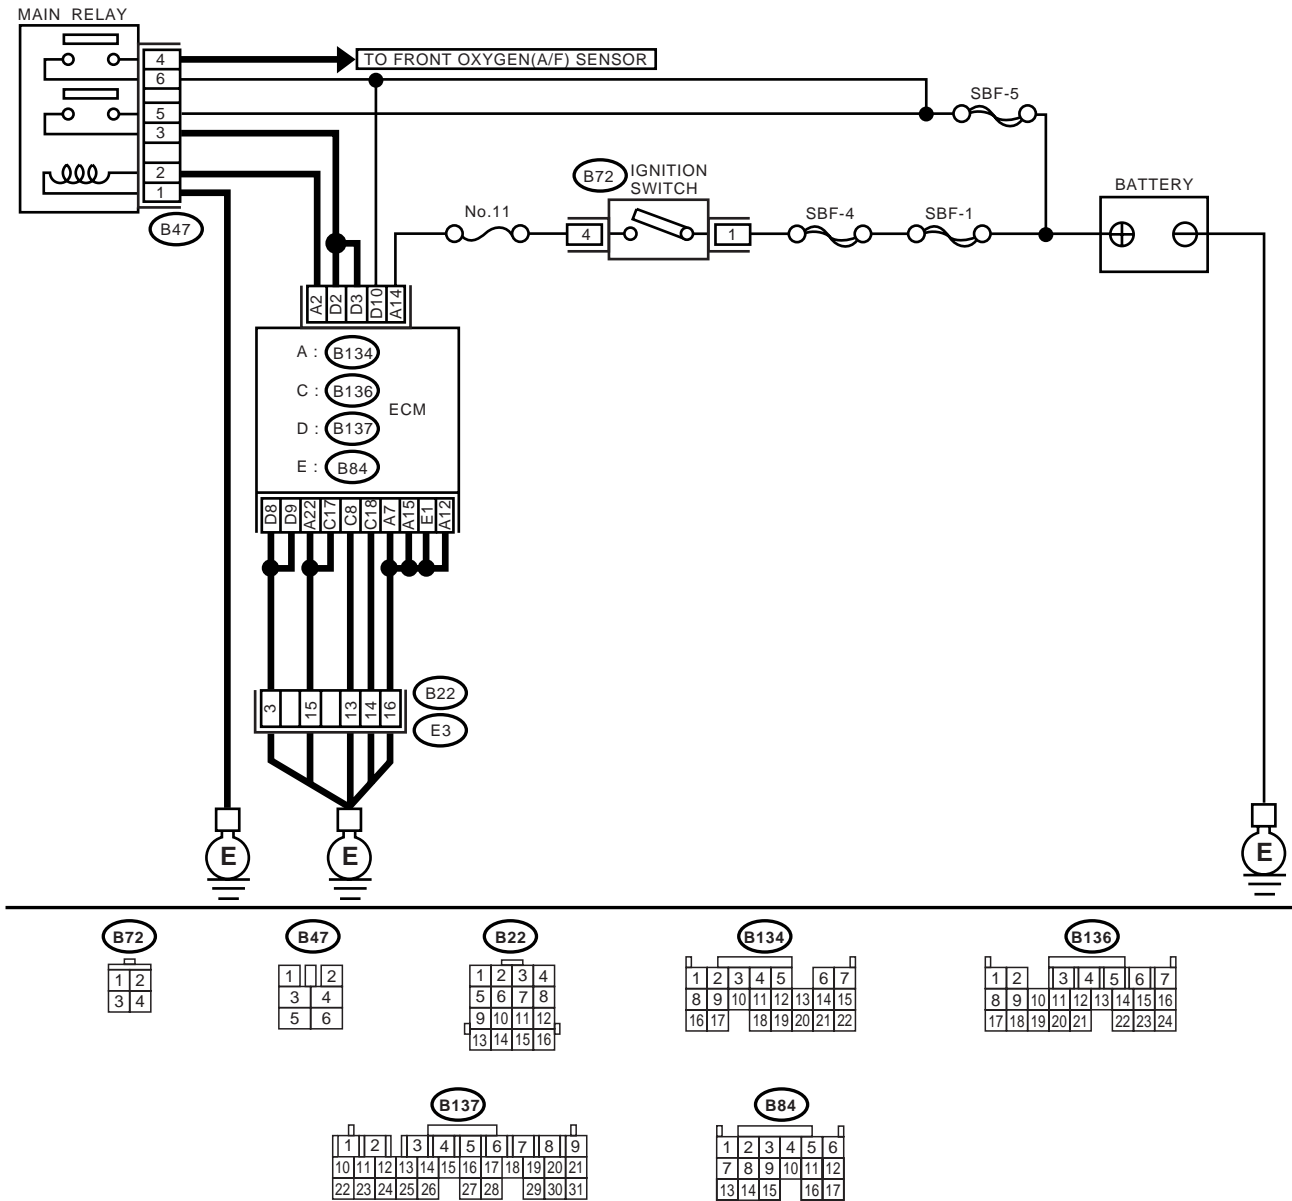 MAIN RELAY
4
TO FRONT OXYGEN(A/F) SENSOR
6
SBF-5
5
3
2
1
B47
B72
IGNITION
SWITCH
No.11
4
1
SBF-4
SBF-1
BATTERY
A2 D2 D3 D10 A14
A : B134
C : B136
ECM
D : B137
E : B84
D8 D9 A22 C17 C8 C18 A7 A15 E1 A12
3 15 13 14 16
B22
E3
E
E
E
B72
1 2
3 4
B47
1 2
3 4
5 6
B22
1 2 3 4
5 6 7 8
9 10 11 12
13 14 15 16
B134
1 2 3 4 5 6 7
8 9 10 11 12 13 14 15
16 17 18 19 20 21 22
B136
1 2 3 4 5 6 7
8 9 10 11 12 13 14 15 16
17 18 19 20 21 22 23 24
B137
1 2 3 4 5 6 7 8 9
10 11 12 13 14 15 16 17 18 19 20 21
22 23 24 25 26 27 28 29 30 31
B84
1 2 3 4 5 6
7 8 9 10 11 12
13 14 15 16 17